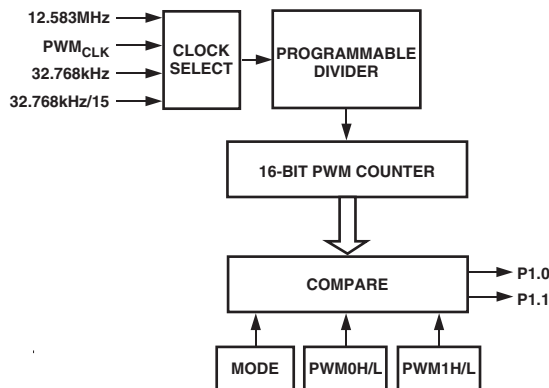 12.583MHz
PWMCLK
32.768kHz
32.768kHz/15
CLOCK
SELECT
PROGRAMMABLE
DIVIDER
16-BIT PWM COUNTER
COMPARE
P1.0
P1.1
MODE
PWM0H/L
PWM1H/L